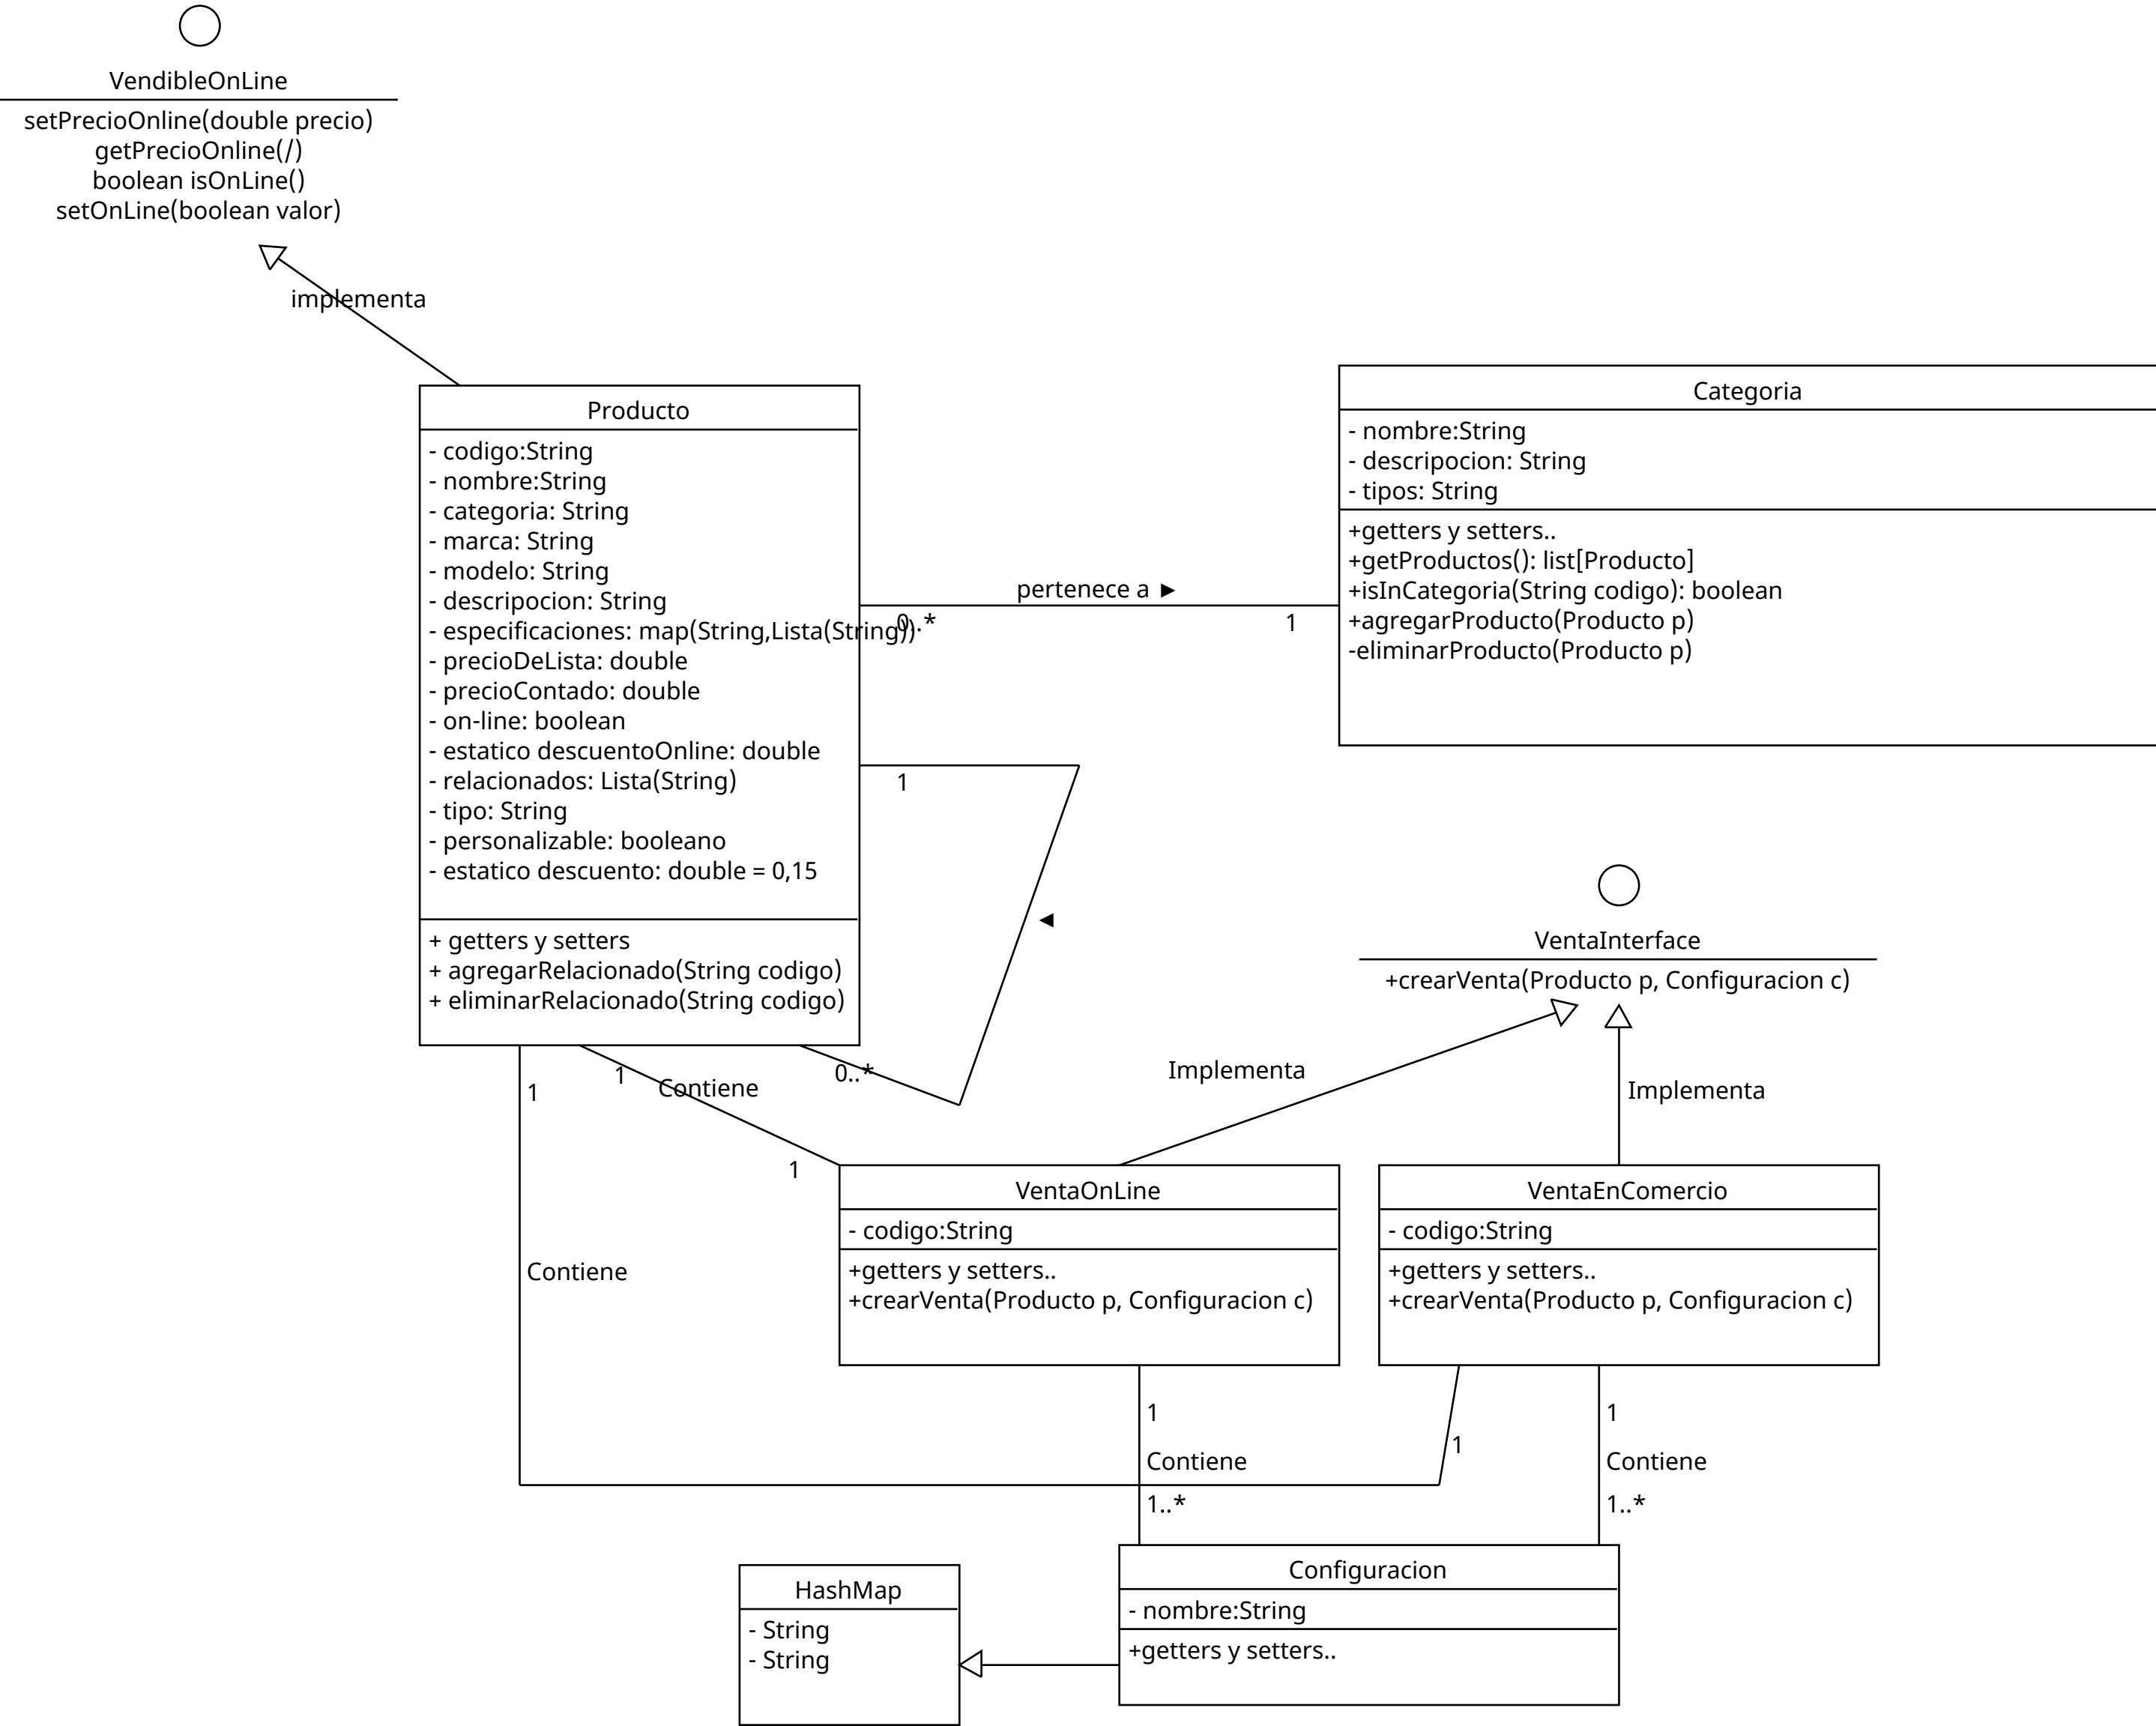 VendibleOnLine
setPrecioOnline(double precio)
getPrecioOnline(/)
boolean isOnLine()
setOnLine(boolean valor)
implementa
Producto
- codigo:String
- nombre:String
- categoria: String
- marca: String
- modelo: String
- descripocion: String
- especificaciones: map(String,Lista(String))
- precioDeLista: double
- precioContado: double
- on-line: boolean
- estatico descuentoOnline: double
- relacionados: Lista(String)
- tipo: String
- personalizable: booleano
- estatico descuento: double = 0,15
+ getters y setters
+ agregarRelacionado(String codigo)
+ eliminarRelacionado(String codigo)
pertenece a ►
0..*
1
Categoria
- nombre:String
- descripocion: String
- tipos: String
+getters y setters..
+getProductos(): list[Producto]
+isInCategoria(String codigo): boolean
+agregarProducto(Producto p)
-eliminarProducto(Producto p)
1
◄
0..*
VentaInterface
+crearVenta(Producto p, Configuracion c)
Implementa
Implementa
1
Contiene
1
1
Contiene
1
VentaOnLine
- codigo:String
+getters y setters..
+crearVenta(Producto p, Configuracion c)
VentaEnComercio
- codigo:String
+getters y setters..
+crearVenta(Producto p, Configuracion c)
1
Contiene
1..*
1
Contiene
1..*
HashMap
- String
- String
Configuracion
- nombre:String
+getters y setters..